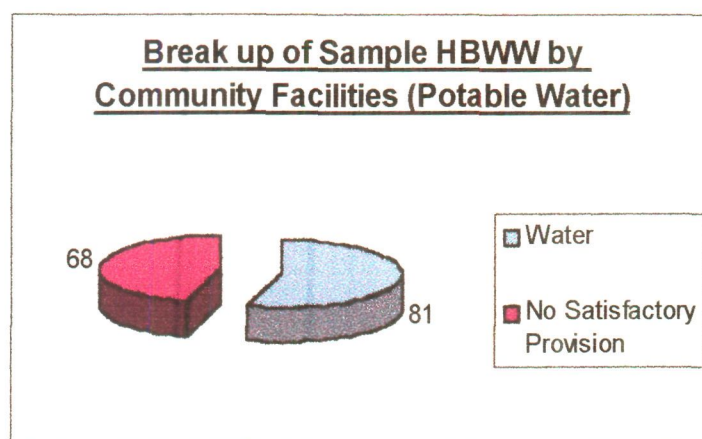 Break up of Sample HBWW by
Community Facilities (Potable Water)
68
81
Water
No Satisfactory
Provision